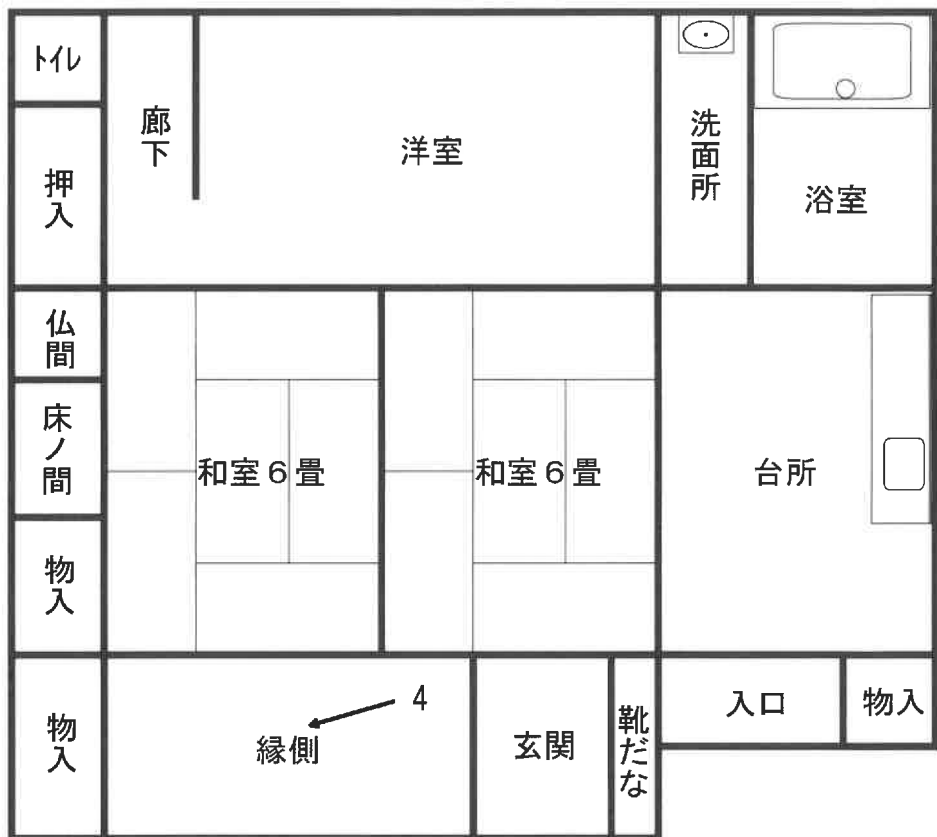 トイレ
廊下
洋室
洗面所
浴室
押入
仏間
床ノ間
和室６畳
和室６畳
台所
物入
物入
縁側
4
玄関
靴だな
入口
物入